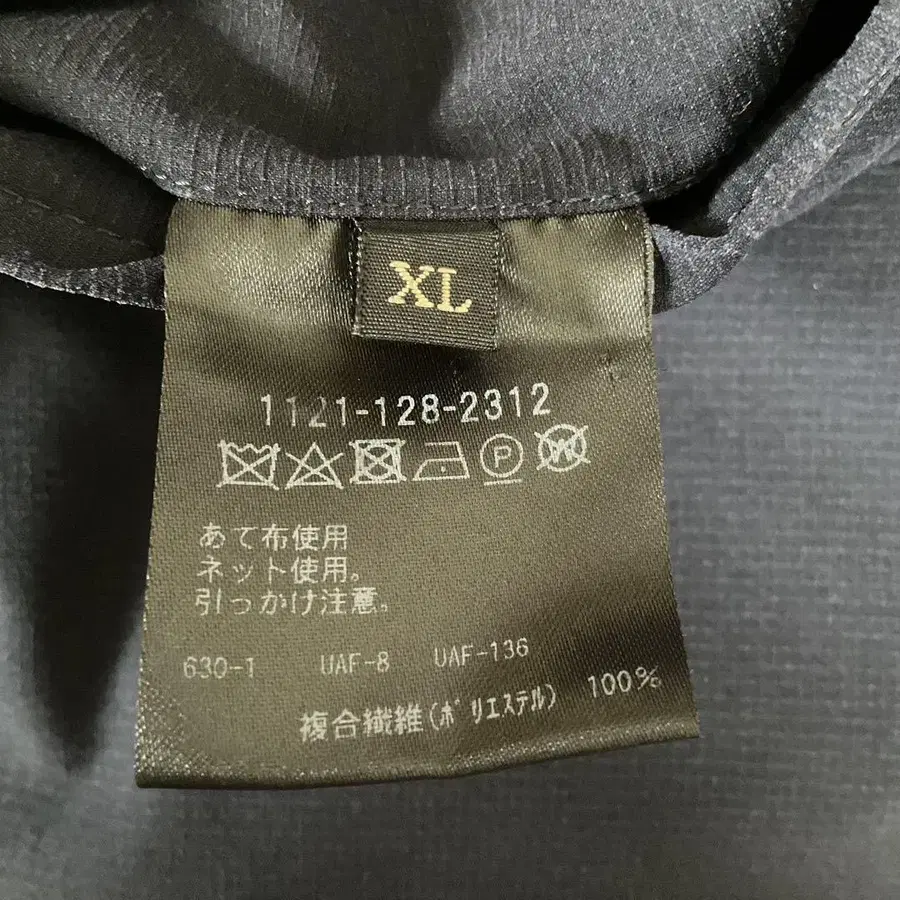 XL
1121-128-2312
P W
あて布使用
ネット使用。
引っかけ注意。
630-1 UAF-8 UAF-136
複合繊維(ポリエステル) 100%